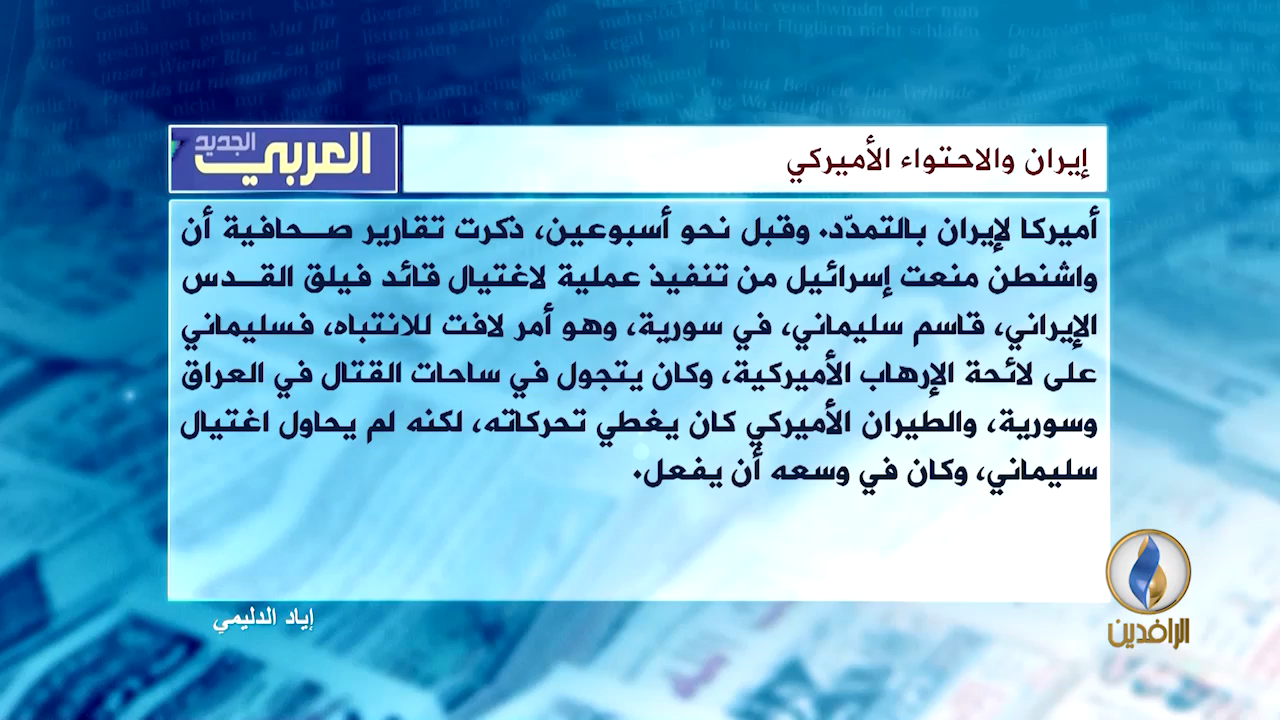 إيران والاحتواء الأميركي
العربي الجديد
أميركا لإيران بالتمدّد. وقبل نحو أسبوعين، ذكرت تقارير صحافية أن
واشنطن منعت إسرائيل من تنفيذ عملية لاغتيال قائد فيلق القدس
الإيراني، قاسم سليماني، في سورية، وهو أمر لافت للانتباه، فسليماني
على لائحة الإرهاب الأميركية، وكان يتجول في ساحات القتال في العراق
وسورية، والطيران الأميركي كان يغطي تحركاته، لكنه لم يحاول اغتيال
سليماني، وكان في وسعه أن يفعل.
إياد الدليمي
الرافدين